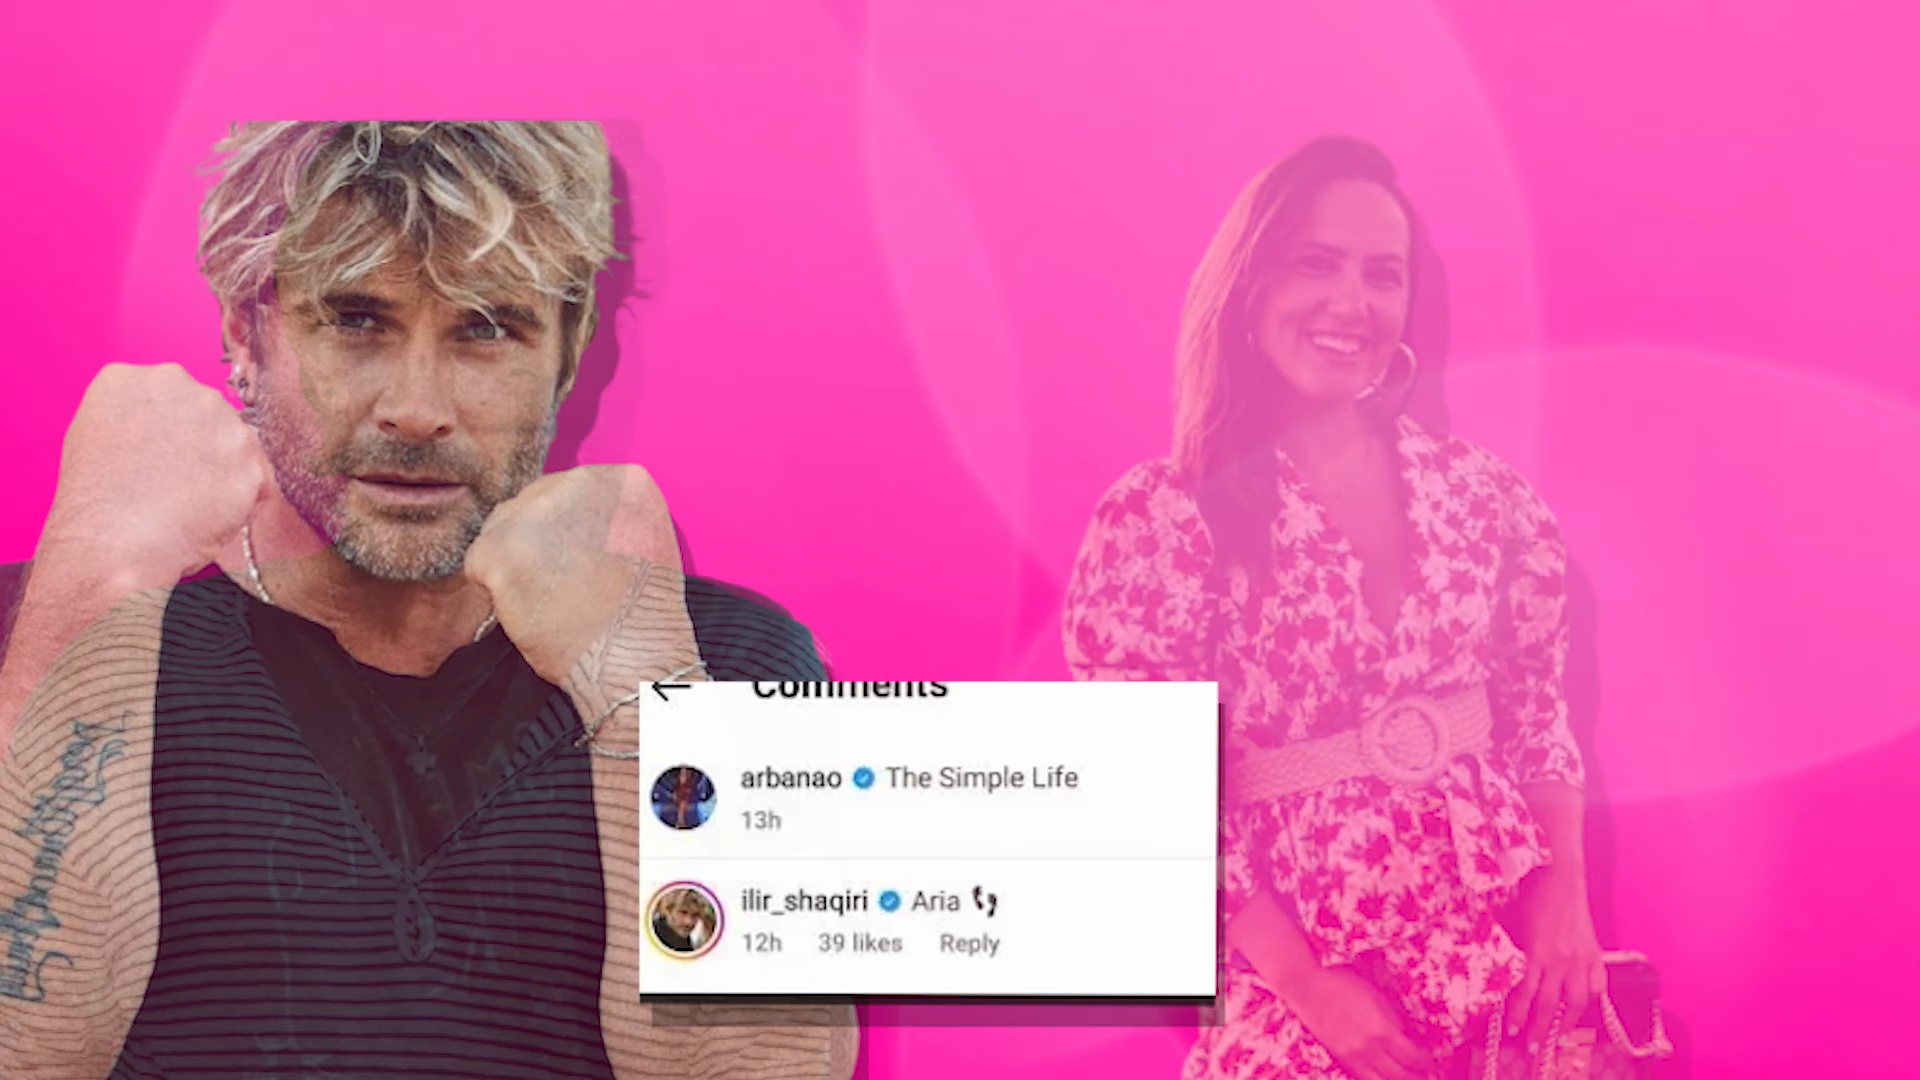 Comments
arbanao The Simple Life
13h
ilir_shaqiri Aria 👣
12h 39 likes Reply